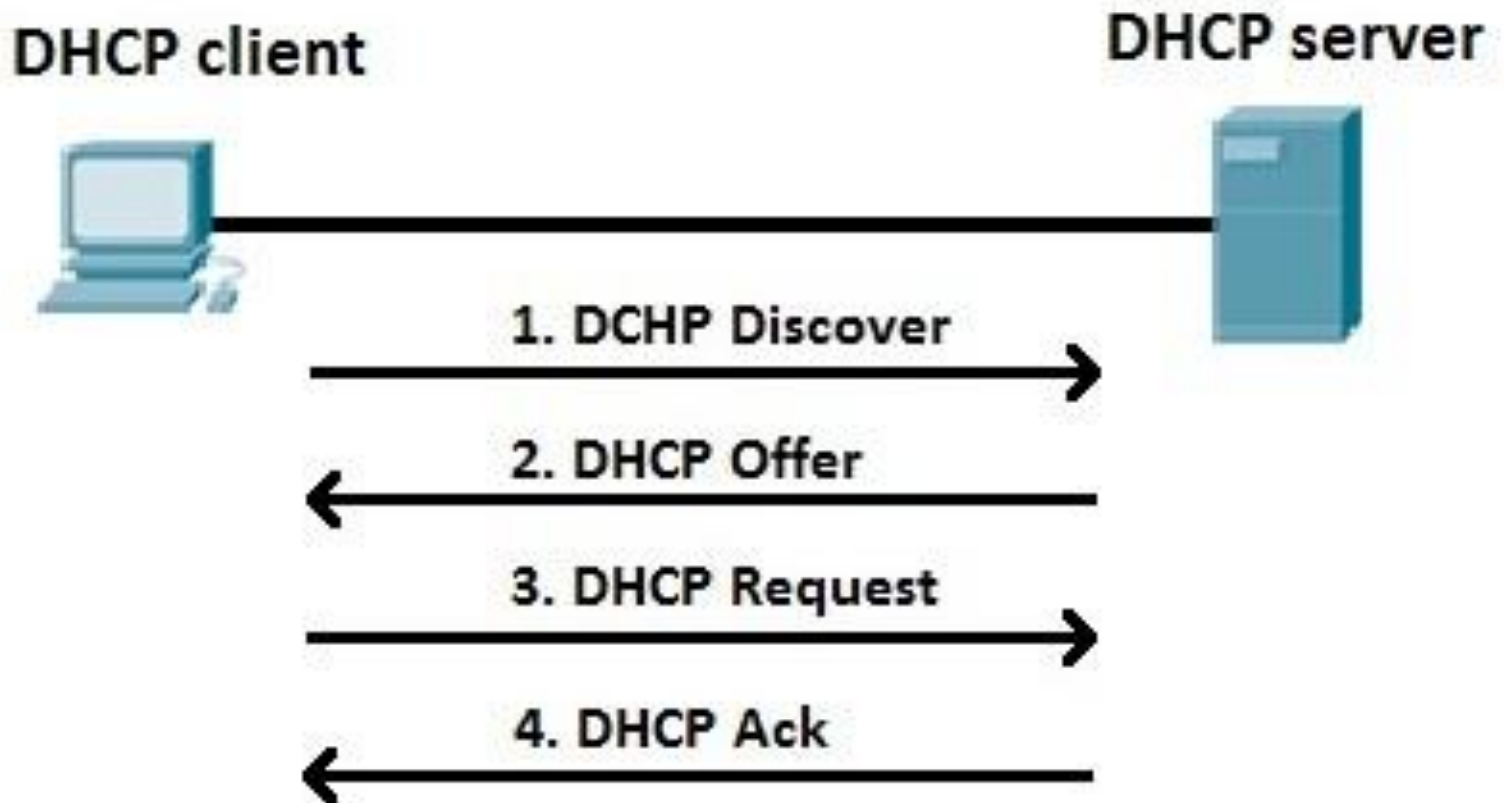 DHCP client
DHCP server
1. DCHP Discover
2. DHCP Offer
3. DHCP Request
4. DHCP Ack